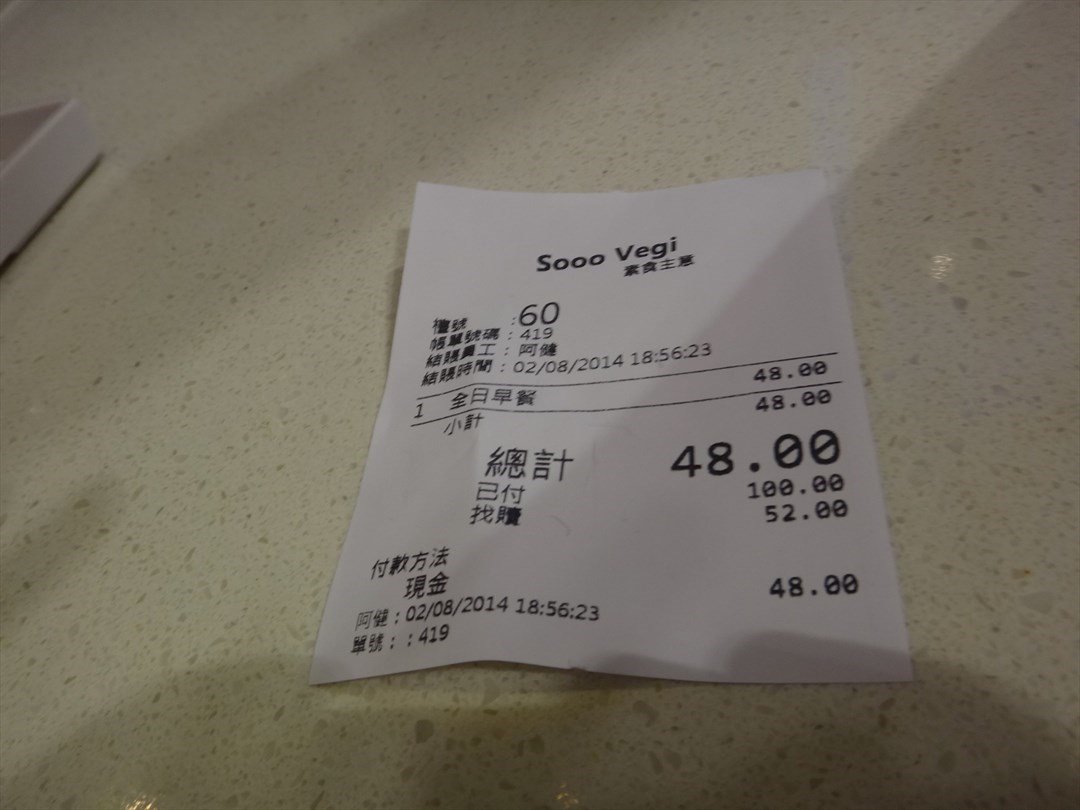 Sooo Vegi
素食主意
檯號 :60
帳單號碼 : 419
結賬員工 : 阿健
結賬時間 : 02/08/2014 18:56:23
1 全日早餐 48.00
小計 48.00
總計 48.00
已付 100.00
找贖 52.00
付款方法
現金 48.00
阿健 : 02/08/2014 18:56:23
單號 : : 419